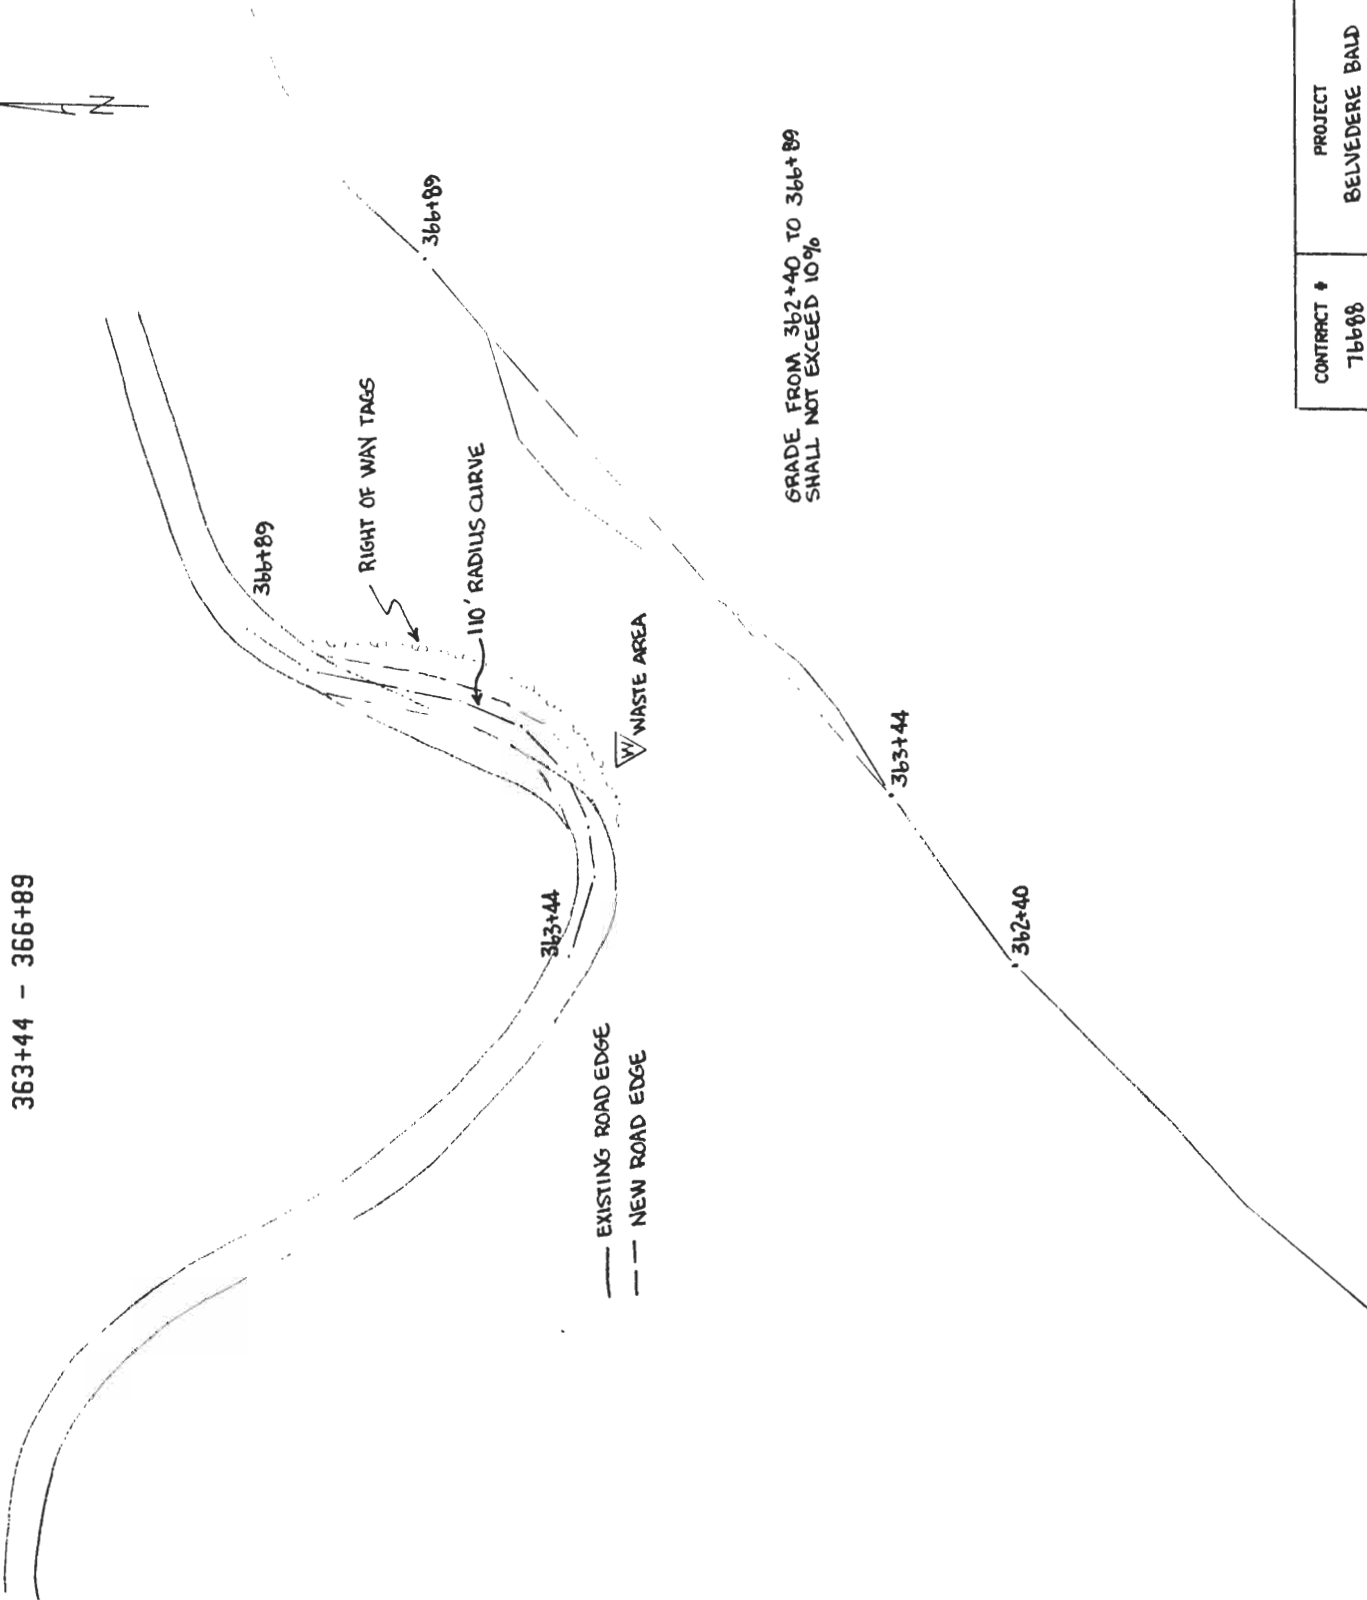 363+44 - 366+89
N
366+89
RIGHT OF WAY TAGS
110' RADIUS CURVE
363+44
W
WASTE AREA
EXISTING ROAD EDGE
NEW ROAD EDGE
366+89
363+44
362+40
GRADE FROM 362+40 TO 366+89
SHALL NOT EXCEED 10%
CONTRACT #
PROJECT
76688
BELVEDERE BALD